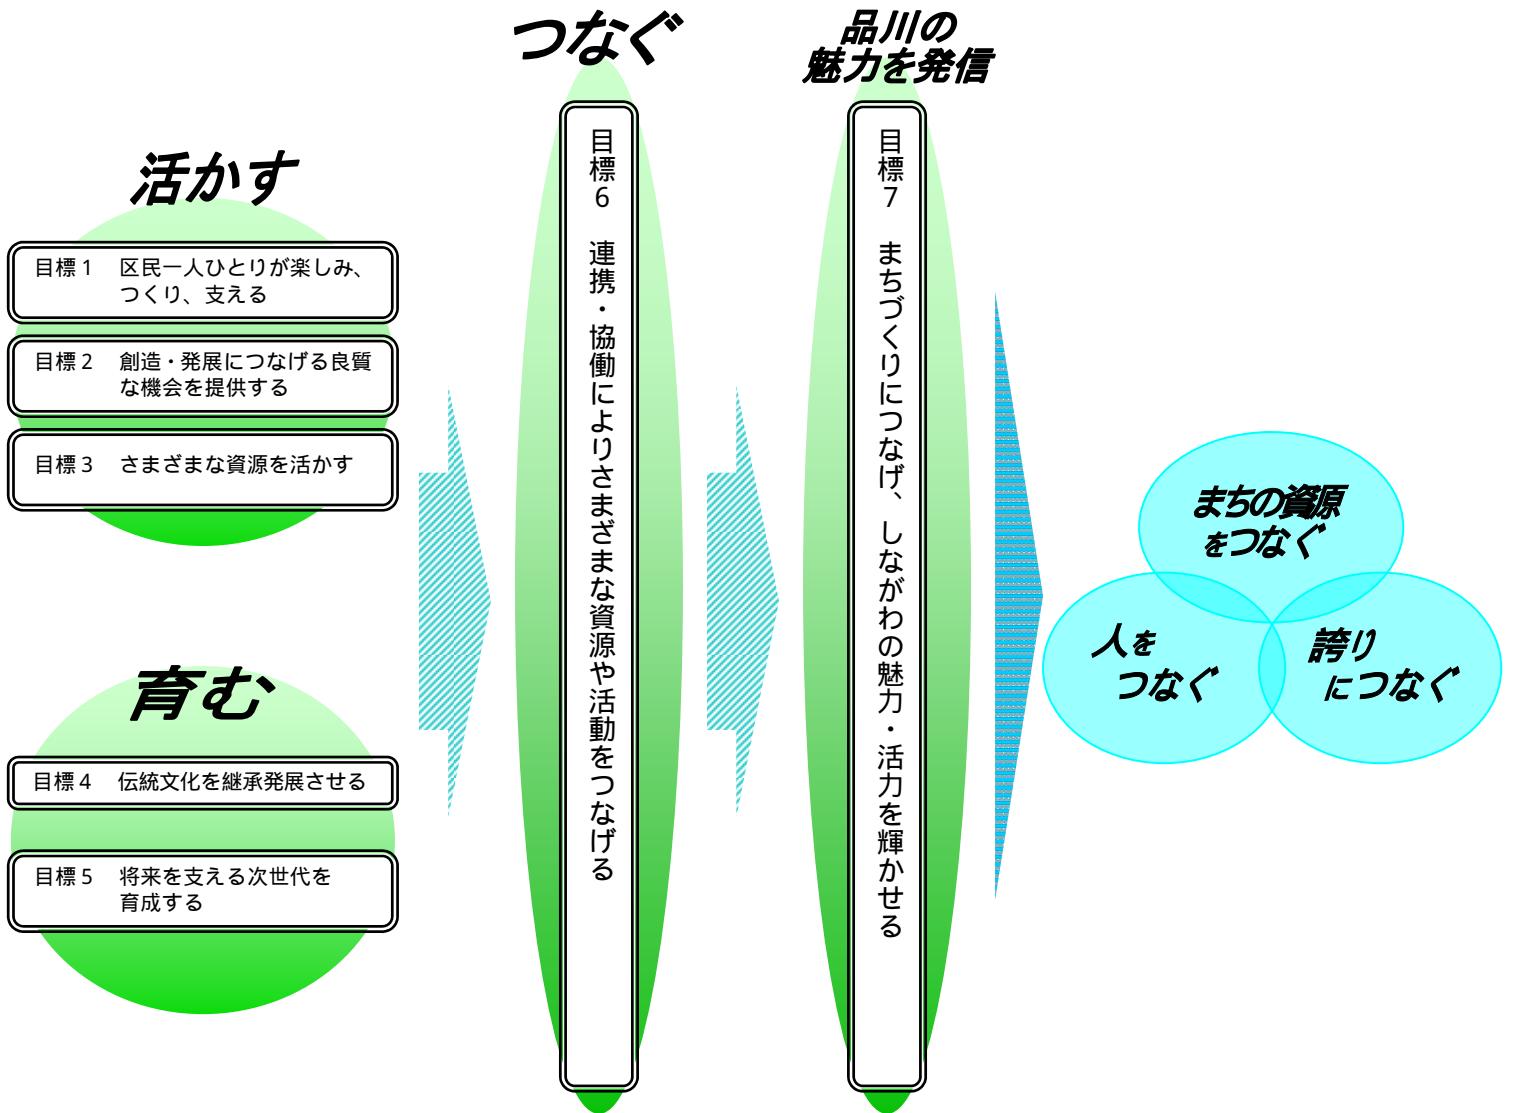 活かす
目標1 区民一人ひとりが楽しみ、
つくり、支える
目標2 創造・発展につなげる良質
な機会を提供する
目標3 さまざまな資源を活かす
育む
目標4 伝統文化を継承発展させる
目標5 将来を支える次世代を
育成する
つなぐ
目標6 連携・協働によりさまざまな資源や活動をつなげる
品川の
魅力を発信
目標7 まちづくりにつなげ、しながわの魅力・活力を輝かせる
まちの資源
をつなぐ
人を
つなぐ
誇り
につなぐ